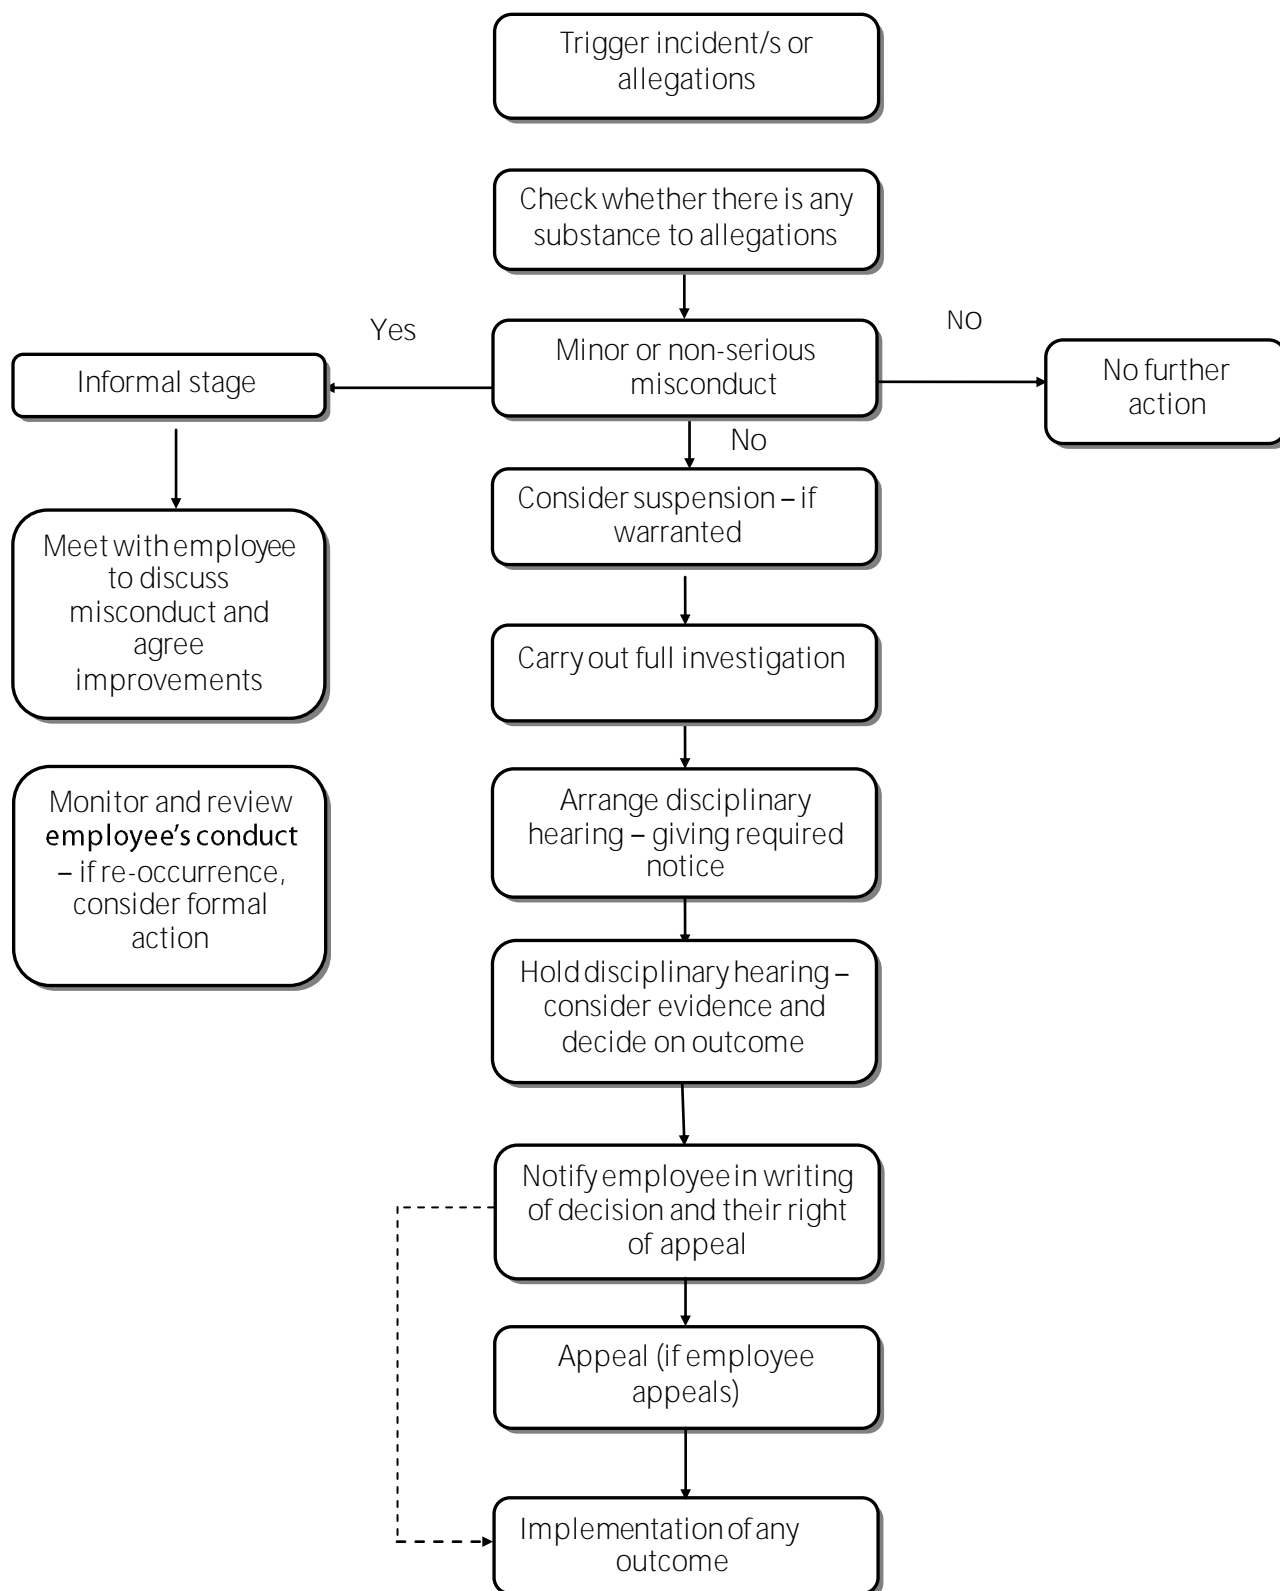 Trigger incident/s or
allegations
Check whether there is any
substance to allegations
Yes
NO
Informal stage
Minor or non-serious
misconduct
No further
action
No
Consider suspension – if
warranted
Meet with employee
to discuss
misconduct and
agree
improvements
Carry out full investigation
Monitor and review
employee's conduct
– if re-occurrence,
consider formal
action
Arrange disciplinary
hearing – giving required
notice
Hold disciplinary hearing –
consider evidence and
decide on outcome
Notify employee in writing
of decision and their right
of appeal
Appeal (if employee
appeals)
Implementation of any
outcome